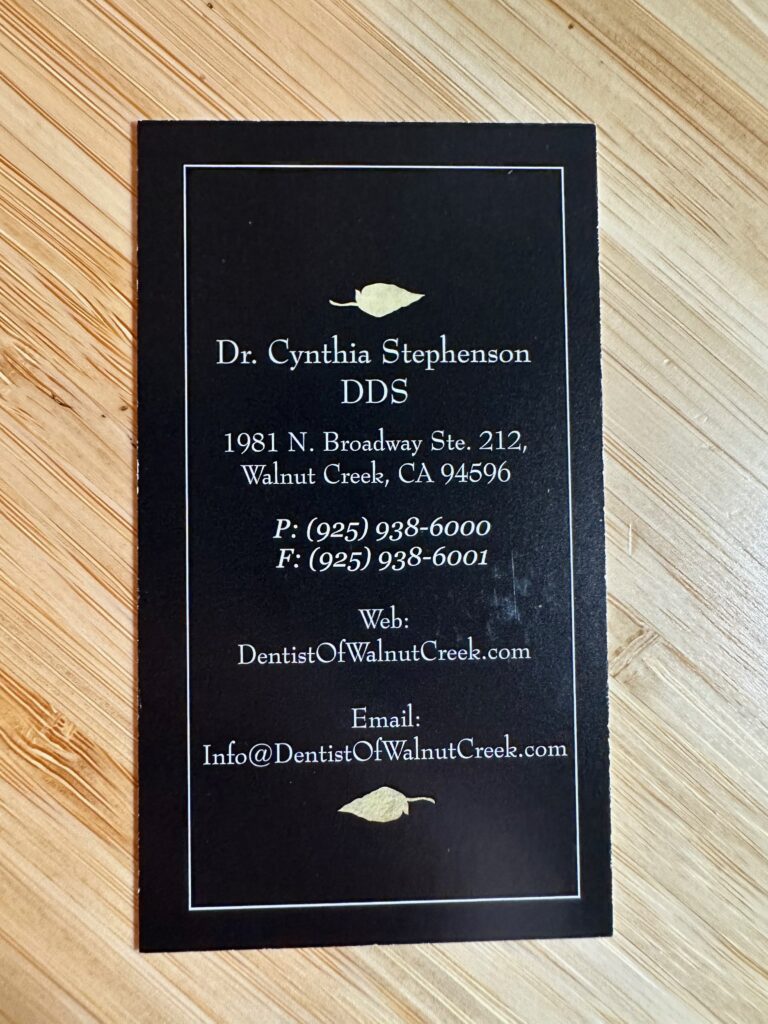 Dr. Cynthia Stephenson
DDS
1981 N. Broadway Ste. 212,
Walnut Creek, CA 94596
P: (925) 938-6000
F: (925) 938-6001
Web:
DentistOfWalnutCreek.com
Email:
Info@DentistOfWalnutCreek.com